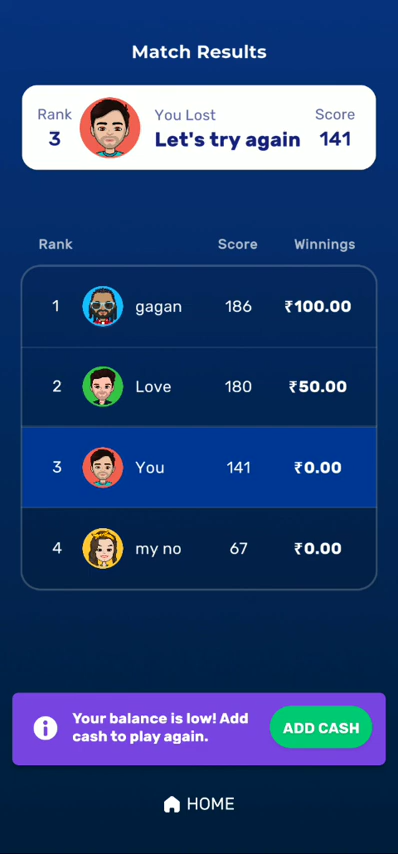 Match Results
Rank You Lost Score
3 Let's try again 141
Rank Score Winnings
1 gagan 186 ₹100.00
2 Love 180 ₹50.00
3 You 141 ₹0.00
4 my no 67 ₹0.00
Your balance is low! Add
cash to play again.
ADD CASH
HOME